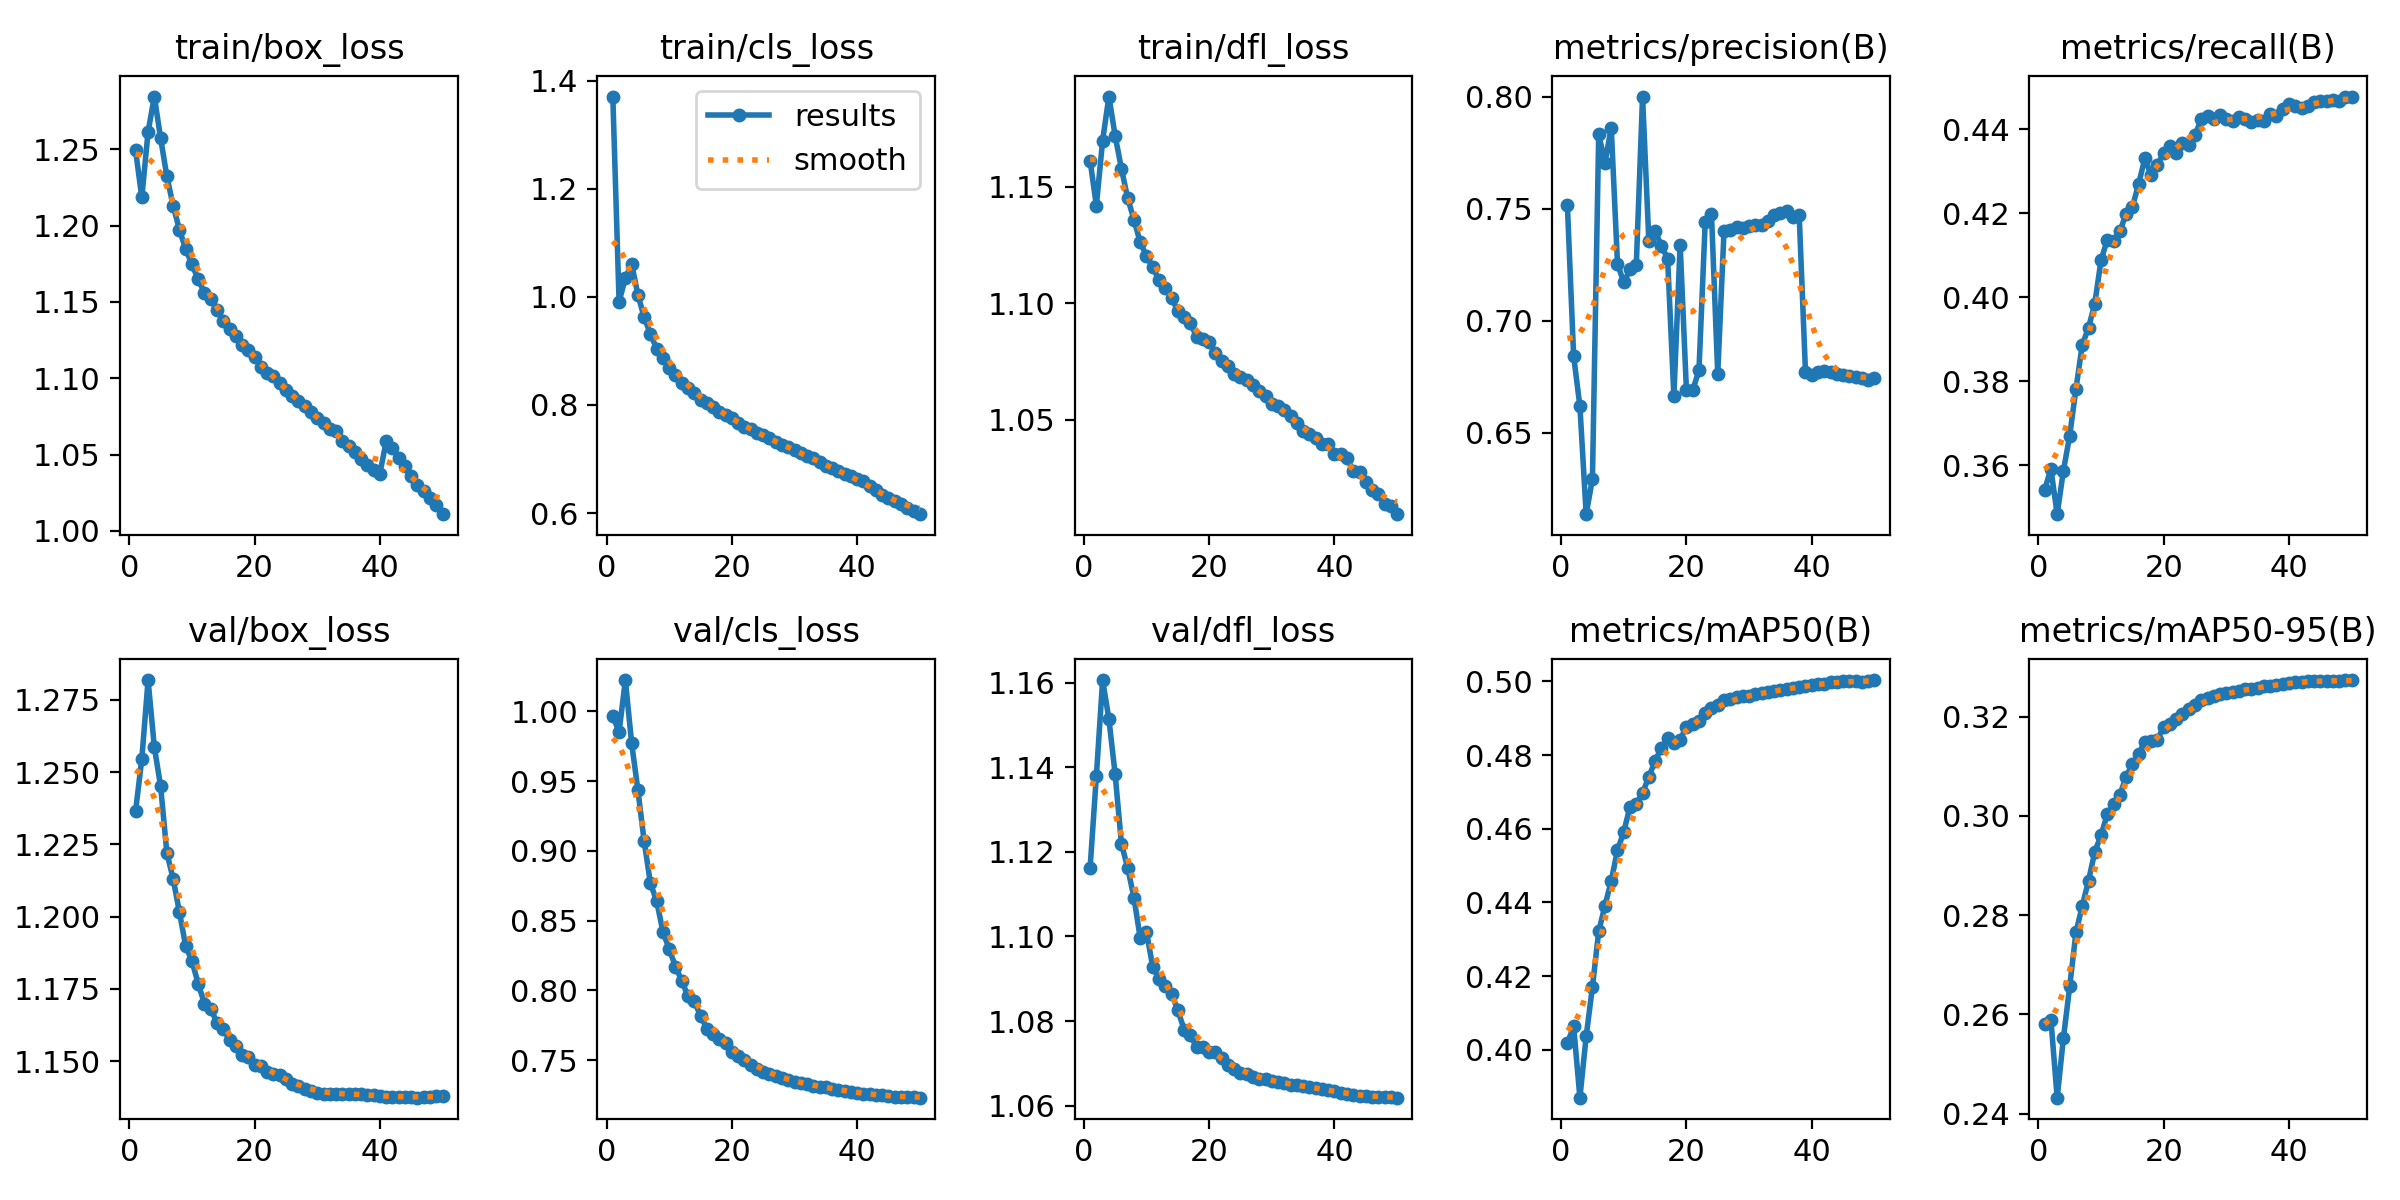 train/box_loss
train/cls_loss
train/dfl_loss
metrics/precision(B)
metrics/recall(B)
1.25
1.20
1.15
1.10
1.05
1.00
0 20 40
1.4
1.2
1.0
0.8
0.6
0 20 40
results
smooth
1.15
1.10
1.05
0 20 40
0.80
0.75
0.70
0.65
0 20 40
0.44
0.42
0.40
0.38
0.36
0 20 40
val/box_loss
val/cls_loss
val/dfl_loss
metrics/mAP50(B)
metrics/mAP50-95(B)
1.275
1.250
1.225
1.200
1.175
1.150
0 20 40
1.00
0.95
0.90
0.85
0.80
0.75
0 20 40
1.16
1.14
1.12
1.10
1.08
1.06
0 20 40
0.50
0.48
0.46
0.44
0.42
0.40
0 20 40
0.32
0.30
0.28
0.26
0.24
0 20 40